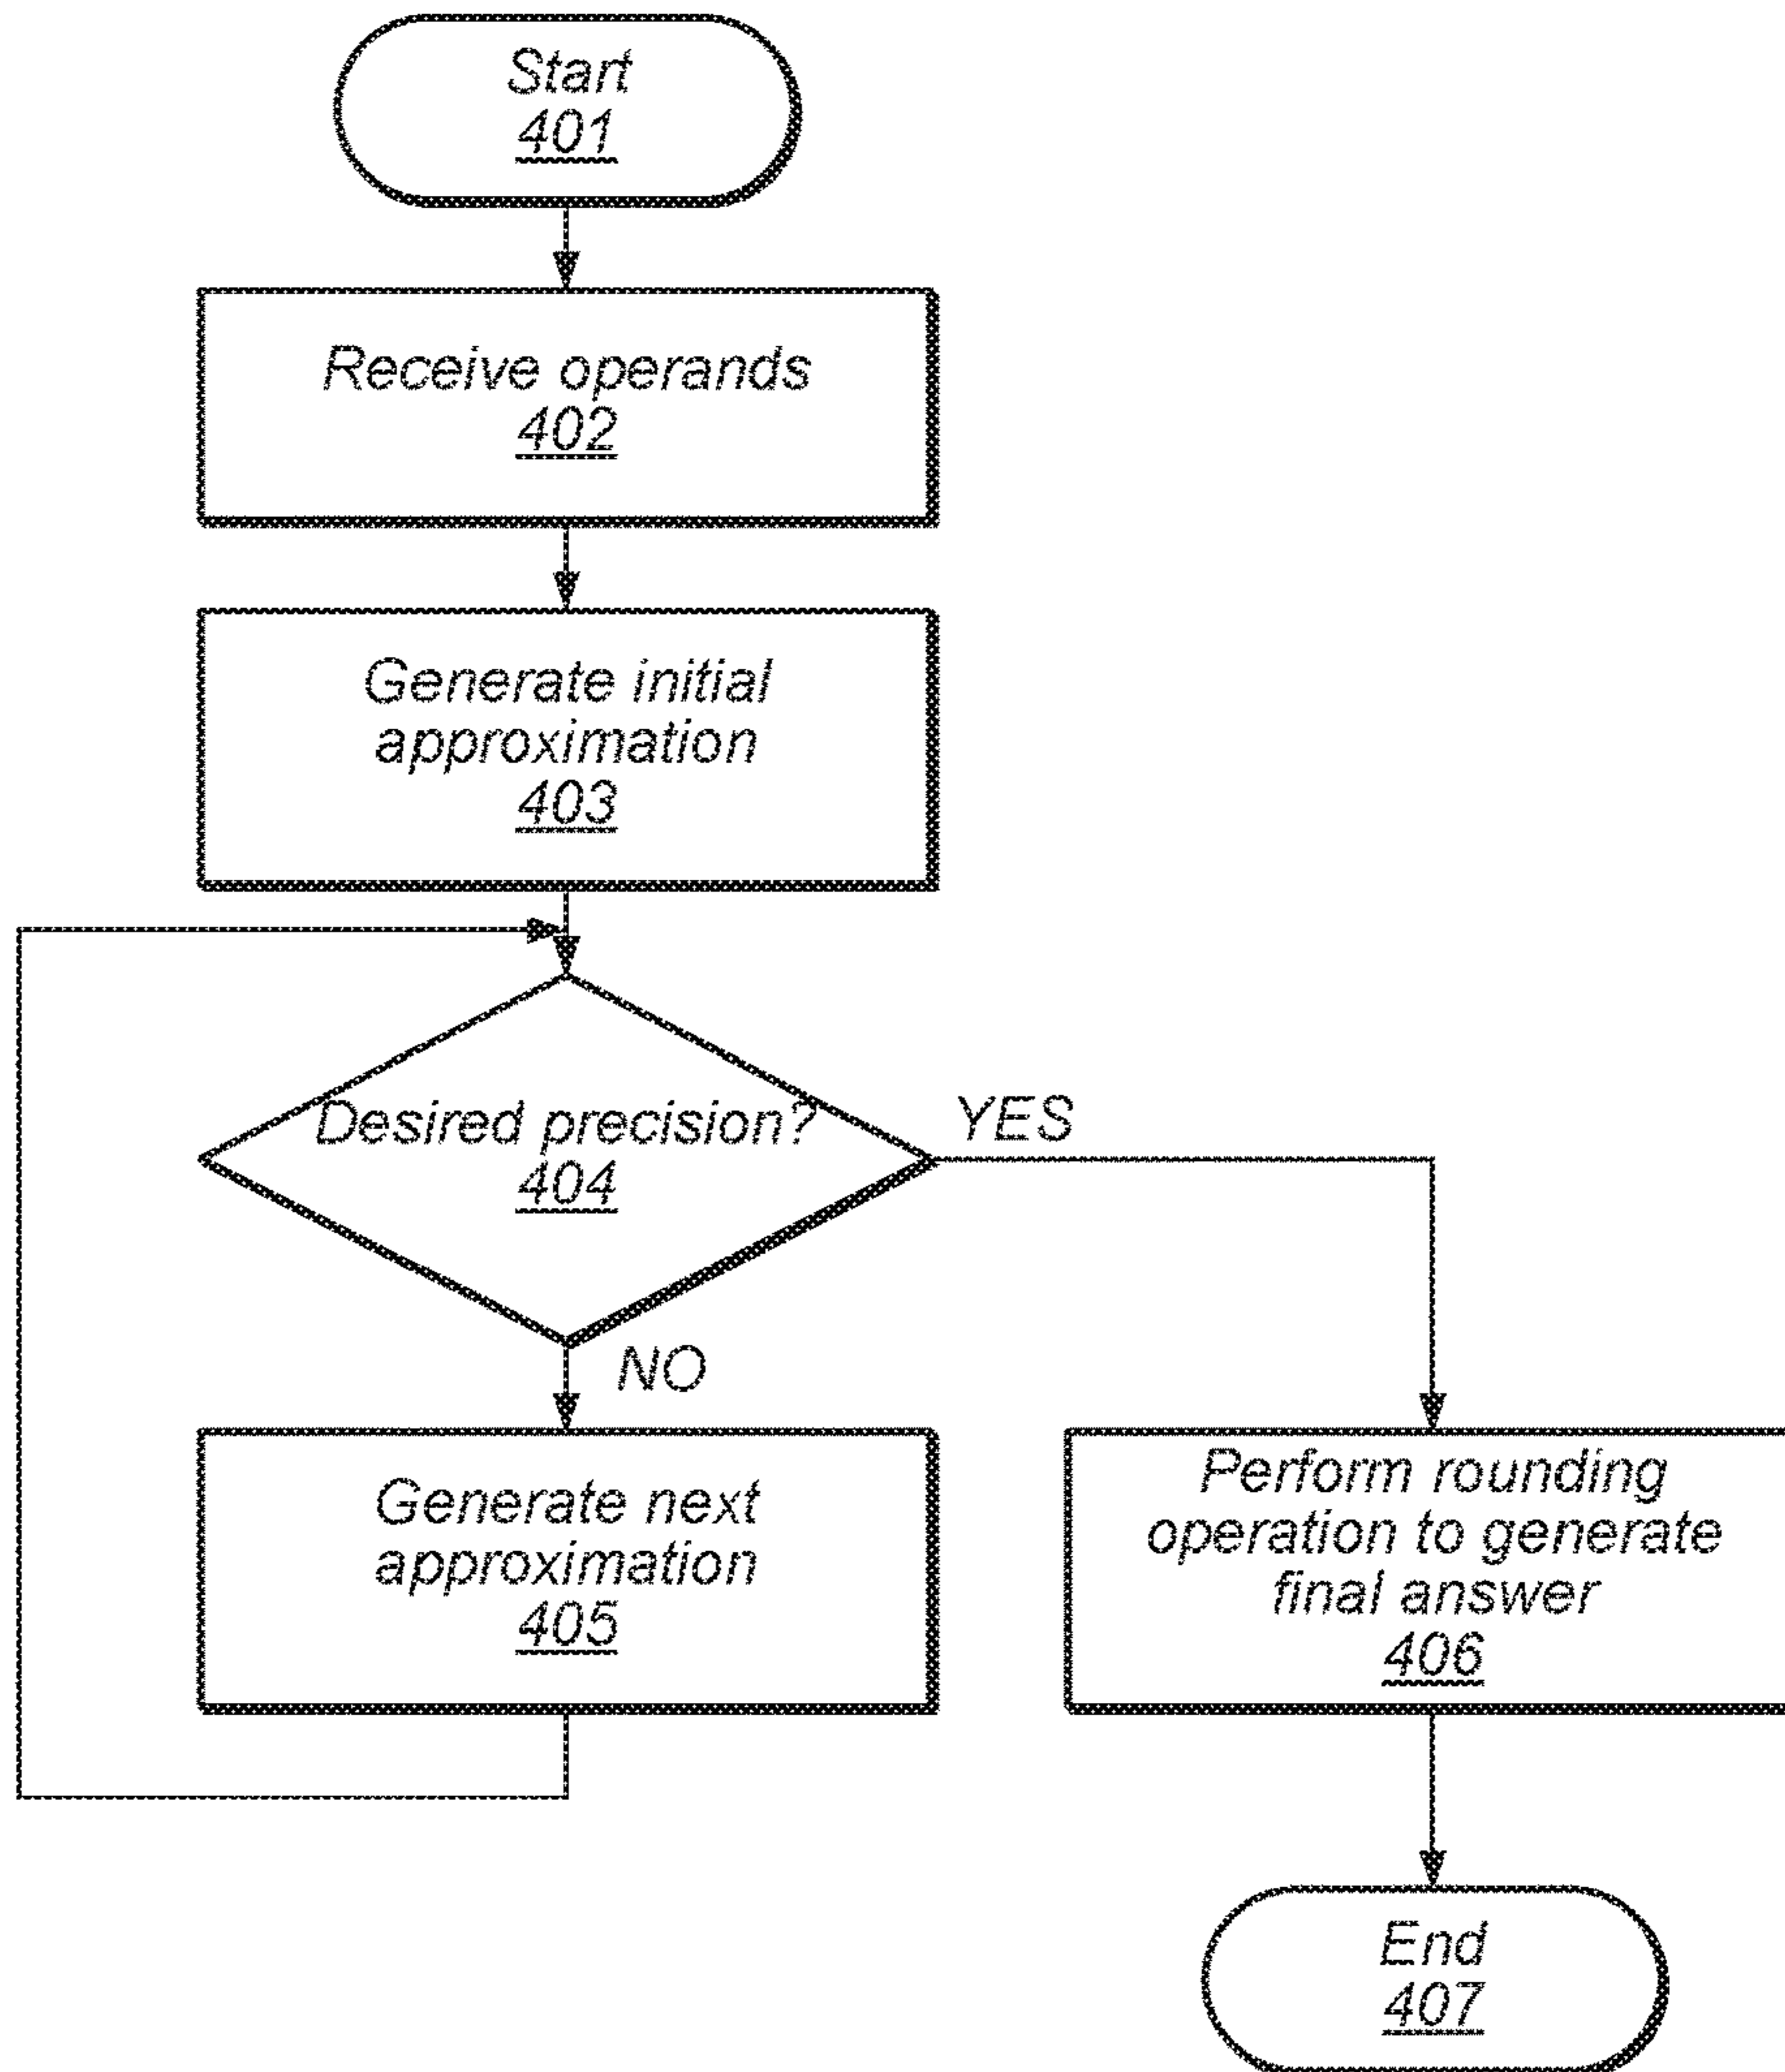 Start
401
Receive operands
402
Generate initial
approximation
403
Desired precision?
404
YES
NO
Generate next
approximation
405
Perform rounding
operation to generate
final answer
406
End
407